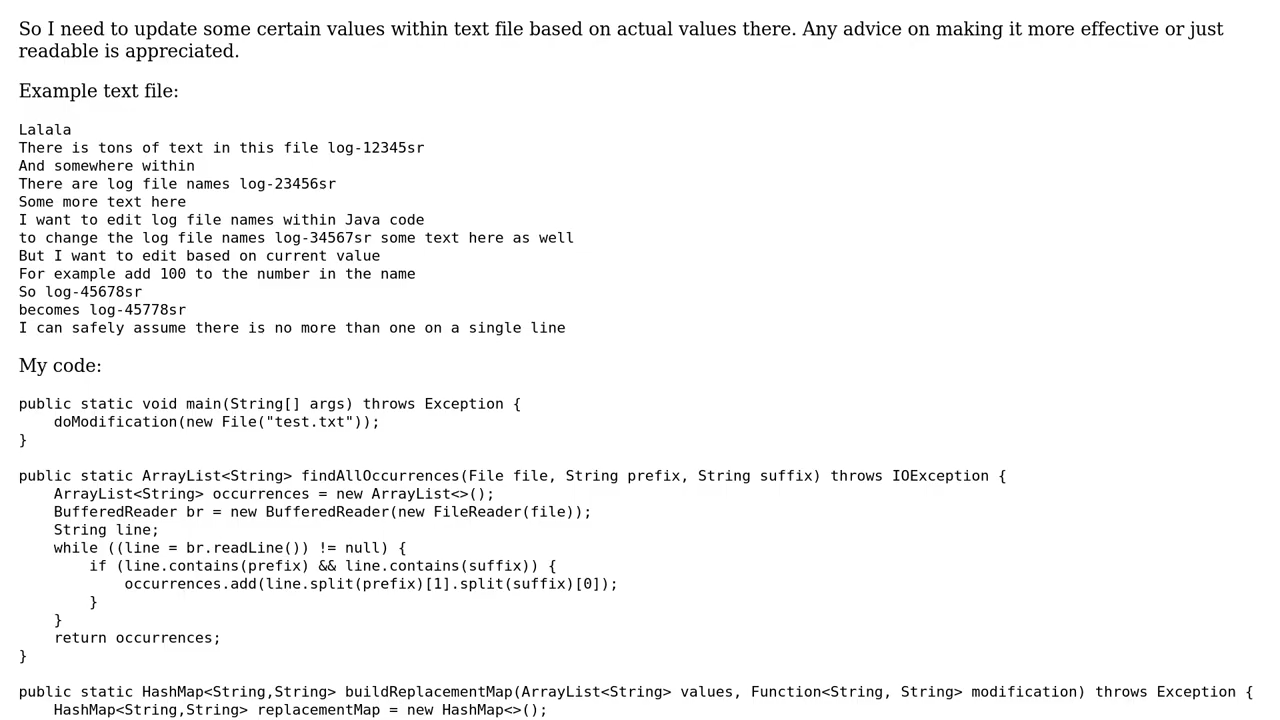 So I need to update some certain values within text file based on actual values there. Any advice on making it more effective or just
readable is appreciated.
Example text file:
Lalala
There is tons of text in this file log-12345sr
And somewhere within
There are log file names log-23456sr
Some more text here
I want to edit log file names within Java code
to change the log file names log-34567sr some text here as well
But I want to edit based on current value
For example add 100 to the number in the name
So log-45678sr
becomes log-45778sr
I can safely assume there is no more than one on a single line
My code:
public static void main(String[] args) throws Exception {
    doModification(new File("test.txt"));
}
public static ArrayList<String> findAllOccurrences(File file, String prefix, String suffix) throws IOException {
    ArrayList<String> occurrences = new ArrayList<>();
    BufferedReader br = new BufferedReader(new FileReader(file));
    String line;
    while ((line = br.readLine()) != null) {
        if (line.contains(prefix) && line.contains(suffix)) {
            occurrences.add(line.split(prefix)[1].split(suffix)[0]);
        }
    }
    return occurrences;
}
public static HashMap<String,String> buildReplacementMap(ArrayList<String> values, Function<String, String> modification) throws Exception {
    HashMap<String,String> replacementMap = new HashMap<>();